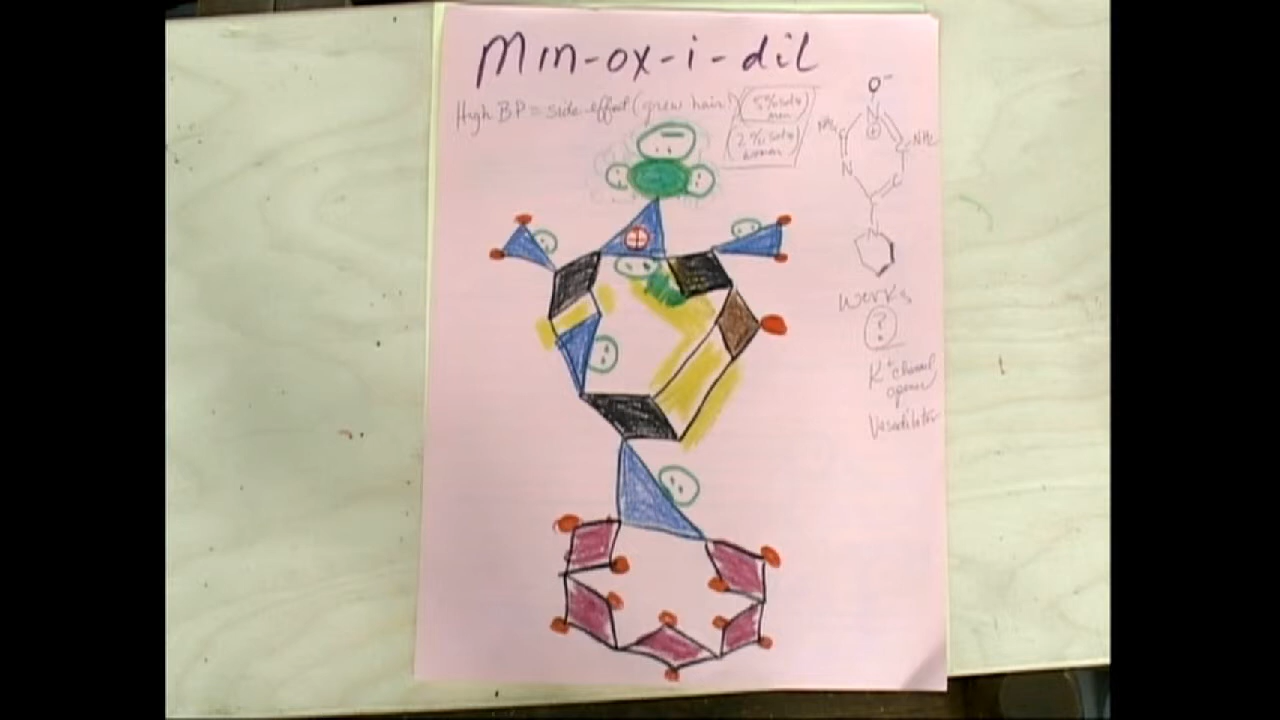 Min-ox-i-dil
High BP = side effect (grew hair)
5% soln
men
2% soln
women
O⁻
N
⊕
NH₂
NH₂
N
C
N
Works
?
K⁺ channel
opener
Vasodilator